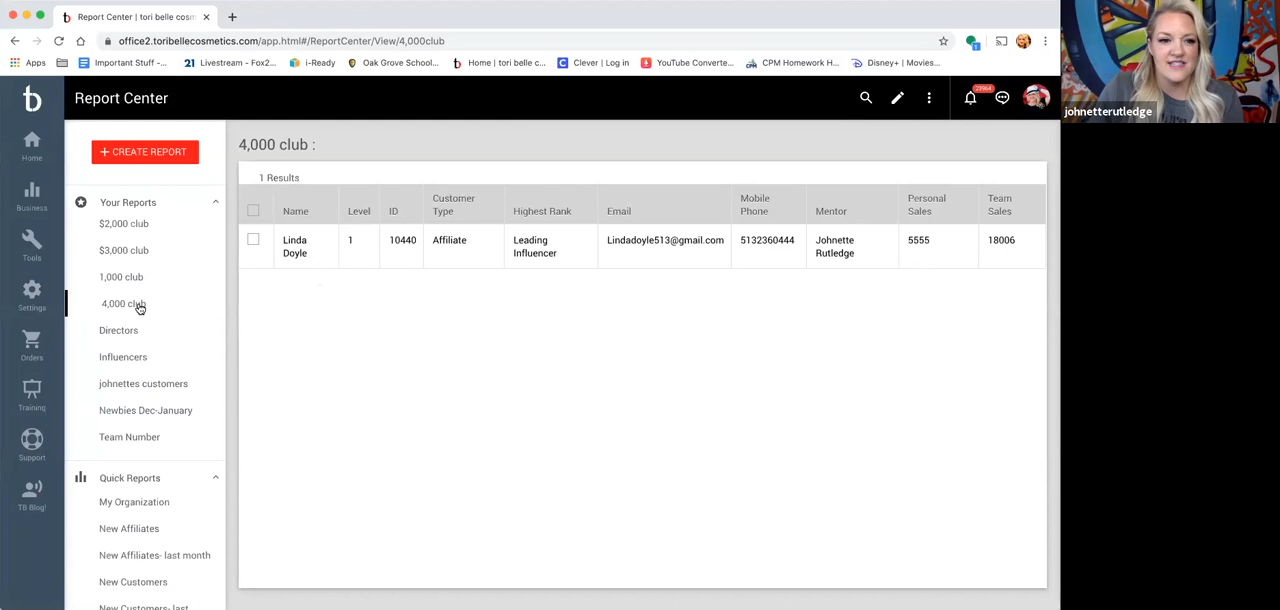 Report Center | tori belle cosm
office2.toribellecosmetics.com/app.html#/ReportCenter/View/4,000club
Apps
Important Stuff -...
21 Livestream - Fox2...
i-Ready
Oak Grove School...
Home | tori belle c...
Clever | Log in
YouTube Converte...
CPM Homework H...
Disney+ | Movies...
b
Report Center
23964
johnetterutledge
Home
Business
Tools
Settings
Orders
Training
Support
TB Blog!
+ CREATE REPORT
Your Reports
$2,000 club
$3,000 club
1,000 club
4,000 club
Directors
Influencers
johnettes customers
Newbies Dec-January
Team Number
Quick Reports
My Organization
New Affiliates
New Affiliates- last month
New Customers
New Customers- last
4,000 club :
1 Results
Name Level ID Customer Type Highest Rank Email Mobile Phone Mentor Personal Sales Team Sales
Linda Doyle 1 10440 Affiliate Leading Influencer Lindadoyle513@gmail.com 5132360444 Johnette Rutledge 5555 18006